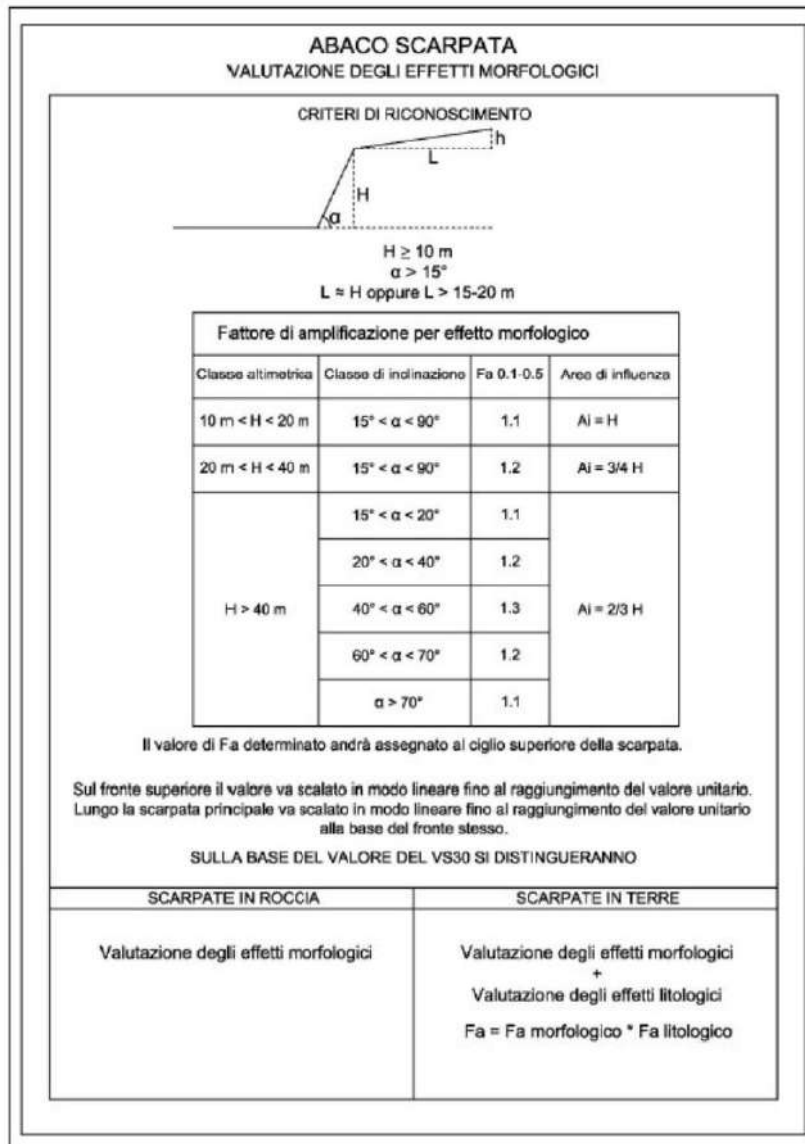 ABACO SCARPATA
VALUTAZIONE DEGLI EFFETTI MORFOLOGICI
CRITERI DI RICONOSCIMENTO
h
L
H
α
H ≥ 10 m
α > 15°
L ≈ H oppure L > 15-20 m
Fattore di amplificazione per effetto morfologico
Classe altimetrica Classe di inclinazione Fa 0.1-0.5 Area di influenza
10 m < H < 20 m 15° < α < 90° 1.1 Ai = H
20 m < H < 40 m 15° < α < 90° 1.2 Ai = 3/4 H
15° < α < 20° 1.1
20° < α < 40° 1.2
H > 40 m 40° < α < 60° 1.3 Ai = 2/3 H
60° < α < 70° 1.2
α > 70° 1.1
Il valore di Fa determinato andrà assegnato al ciglio superiore della scarpata.
Sul fronte superiore il valore va scalato in modo lineare fino al raggiungimento del valore unitario.
Lungo la scarpata principale va scalato in modo lineare fino al raggiungimento del valore unitario
alla base del fronte stesso.
SULLA BASE DEL VALORE DEL VS30 SI DISTINGUERANNO
SCARPATE IN ROCCIA SCARPATE IN TERRE
Valutazione degli effetti morfologici Valutazione degli effetti morfologici
+
Valutazione degli effetti litologici
Fa = Fa morfologico * Fa litologico